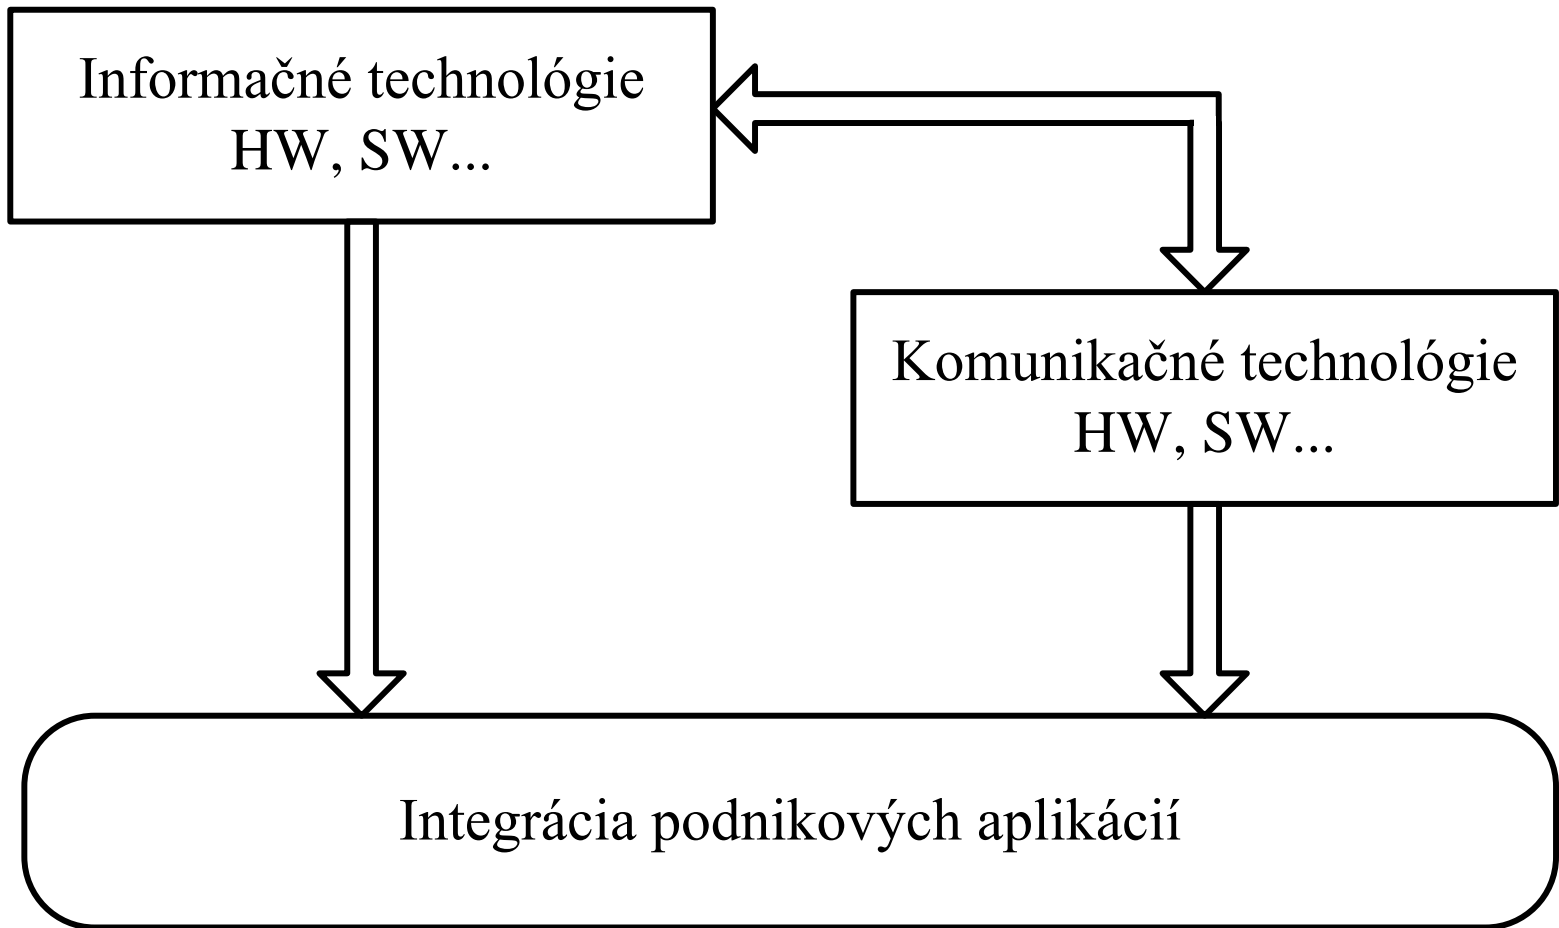 Informačné technológie
HW, SW...
Komunikačné technológie
HW, SW...
Integrácia podnikových aplikácií